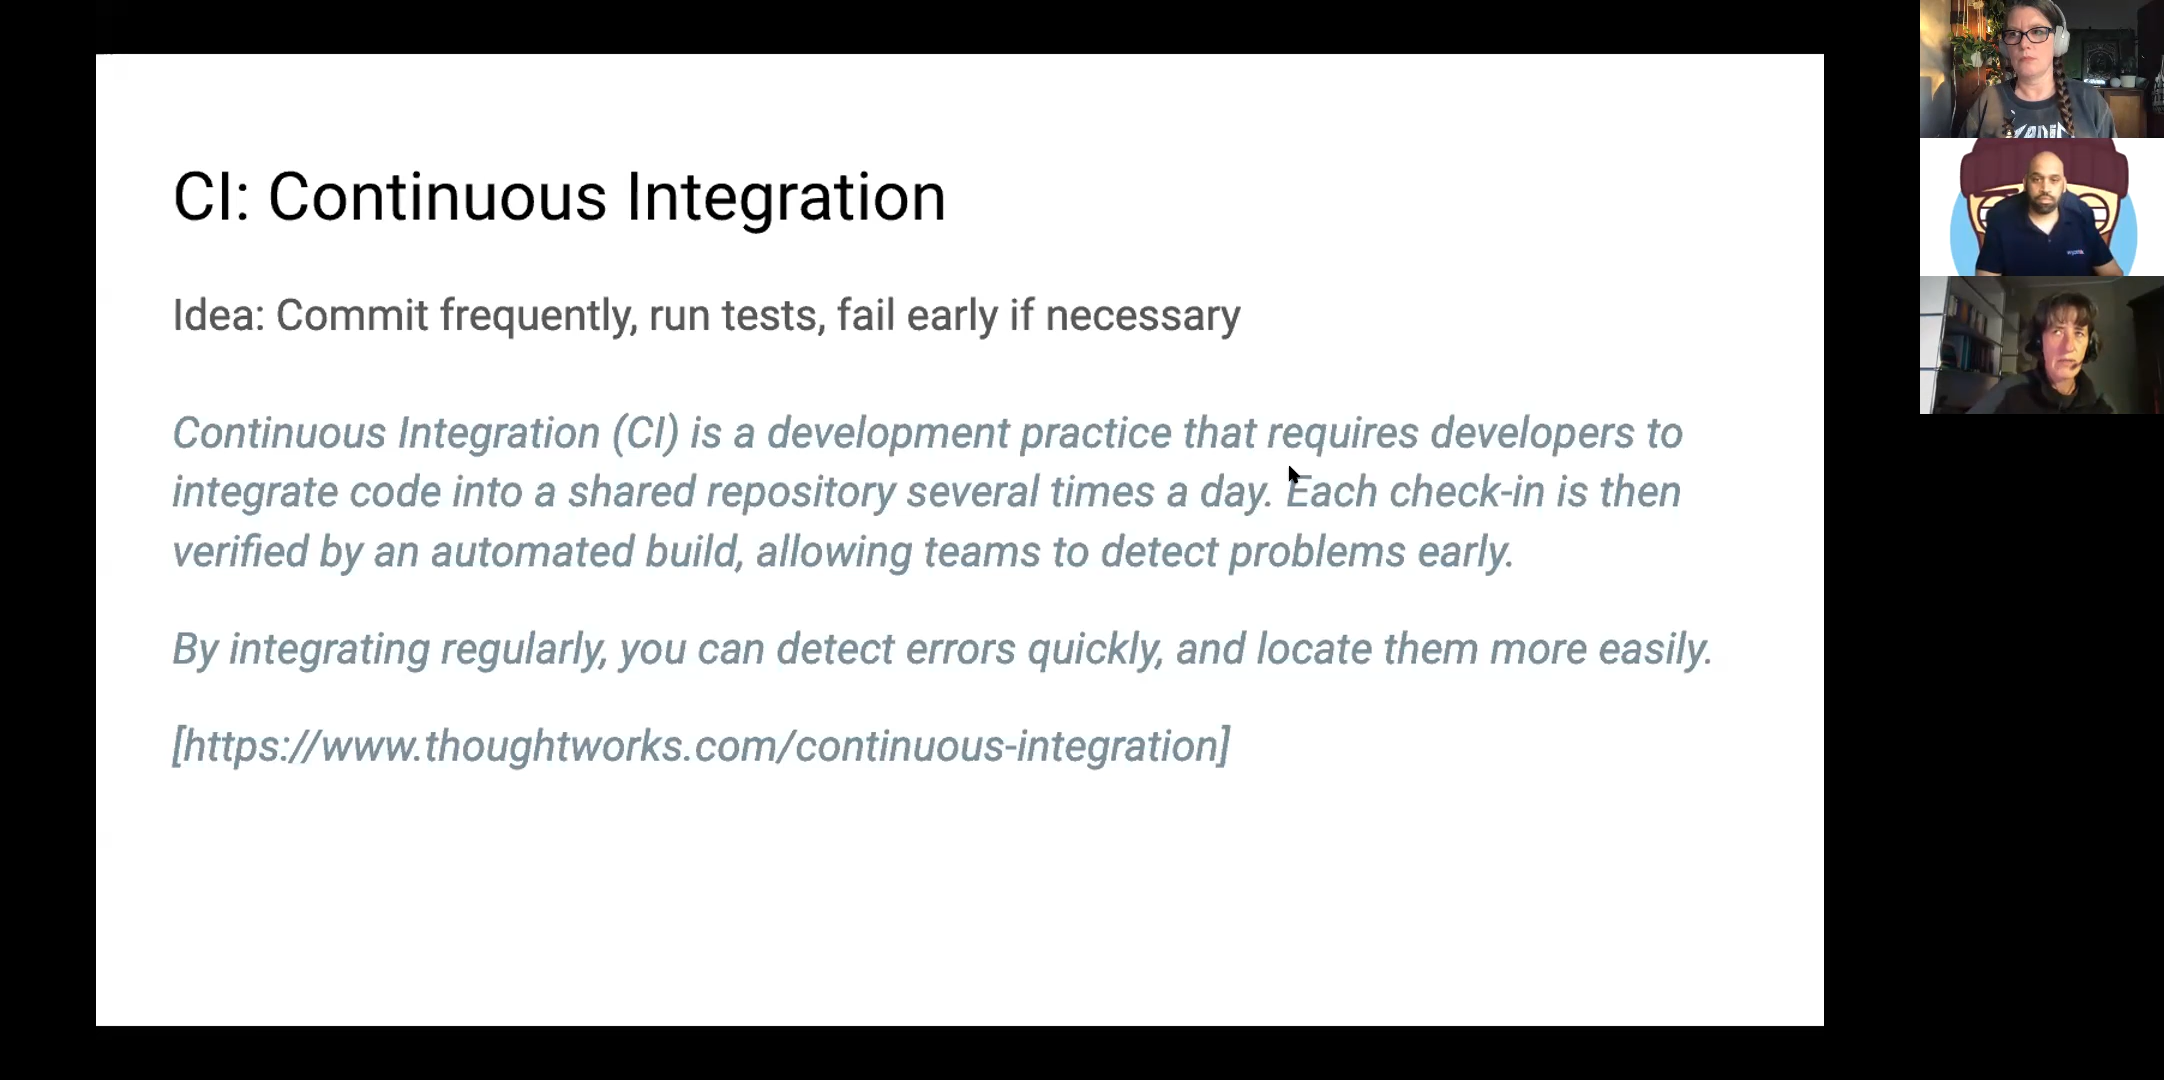 CI: Continuous Integration
Idea: Commit frequently, run tests, fail early if necessary
Continuous Integration (CI) is a development practice that requires developers to
integrate code into a shared repository several times a day. Each check-in is then
verified by an automated build, allowing teams to detect problems early.
By integrating regularly, you can detect errors quickly, and locate them more easily.
[https://www.thoughtworks.com/continuous-integration]